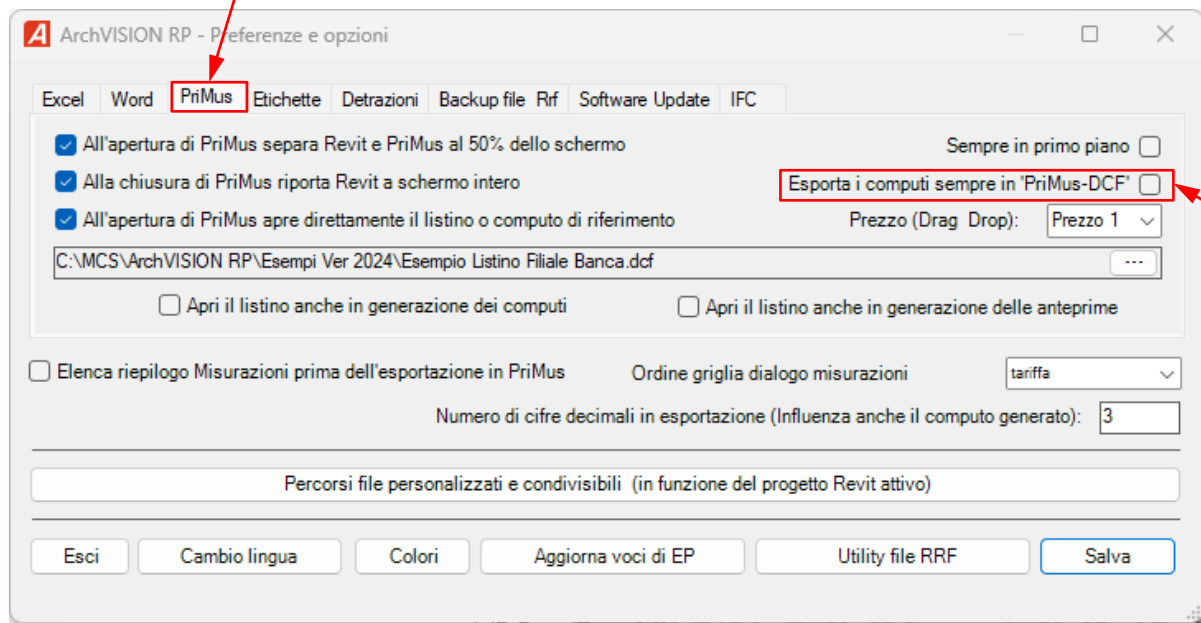 ArchVISION RP - Preferenze e opzioni
Excel Word PriMus Etichette Detrazioni Backup file Rrf Software Update IFC
All'apertura di PriMus separa Revit e PriMus al 50% dello schermo Sempre in primo piano
Alla chiusura di PriMus riporta Revit a schermo intero Esporta i computi sempre in "PriMus-DCF"
All'apertura di PriMus apre direttamente il listino o computo di riferimento Prezzo (Drag Drop): Prezzo 1
C:\MCS\ArchVISION RP\Esempi Ver 2024\Esempio Listino Filiale Banca.dcf ...
Apri il listino anche in generazione dei computi Apri il listino anche in generazione delle anteprime
Elenca riepilogo Misurazioni prima dell'esportazione in PriMus Ordine griglia dialogo misurazioni tariffa
Numero di cifre decimali in esportazione (Influenza anche il computo generato): 3
Percorsi file personalizzati e condivisibili (in funzione del progetto Revit attivo)
Esci Cambio lingua Colori Aggiorna voci di EP Utility file RRF Salva